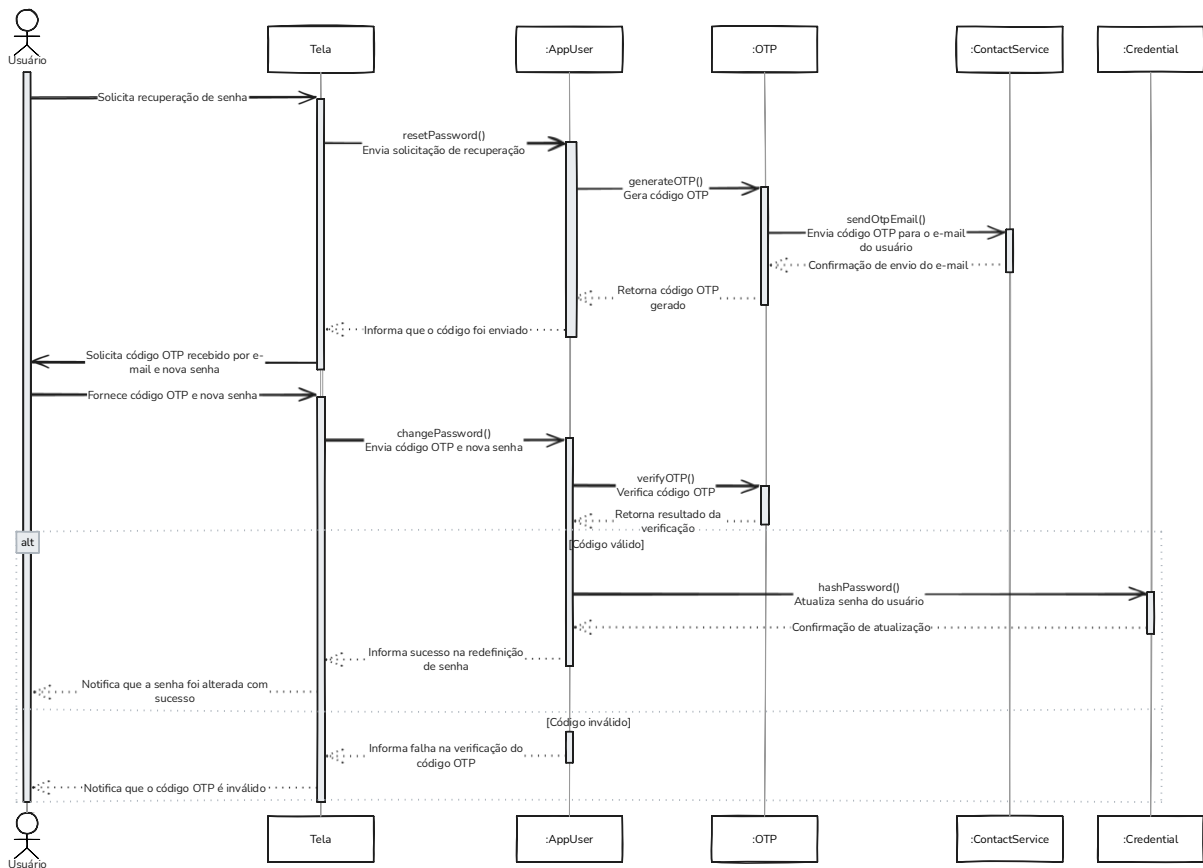 Usuário
Tela
:AppUser
:OTP
:ContactService
:Credential
Solicita recuperação de senha
resetPassword()
Envia solicitação de recuperação
generateOTP()
Gera código OTP
sendOtpEmail()
Envia código OTP para o e-mail
do usuário
Confirmação de envio do e-mail
Retorna código OTP
gerado
Informa que o código foi enviado
Solicita código OTP recebido por e-
mail e nova senha
Fornece código OTP e nova senha
changePassword()
Envia código OTP e nova senha
verifyOTP()
Verifica código OTP
Retorna resultado da
verificação
alt
[Código válido]
hashPassword()
Atualiza senha do usuário
Confirmação de atualização
Informa sucesso na redefinição
de senha
Notifica que a senha foi alterada com
sucesso
[Código inválido]
Informa falha na verificação do
código OTP
Notifica que o código OTP é inválido
Usuário
Tela
:AppUser
:OTP
:ContactService
:Credential